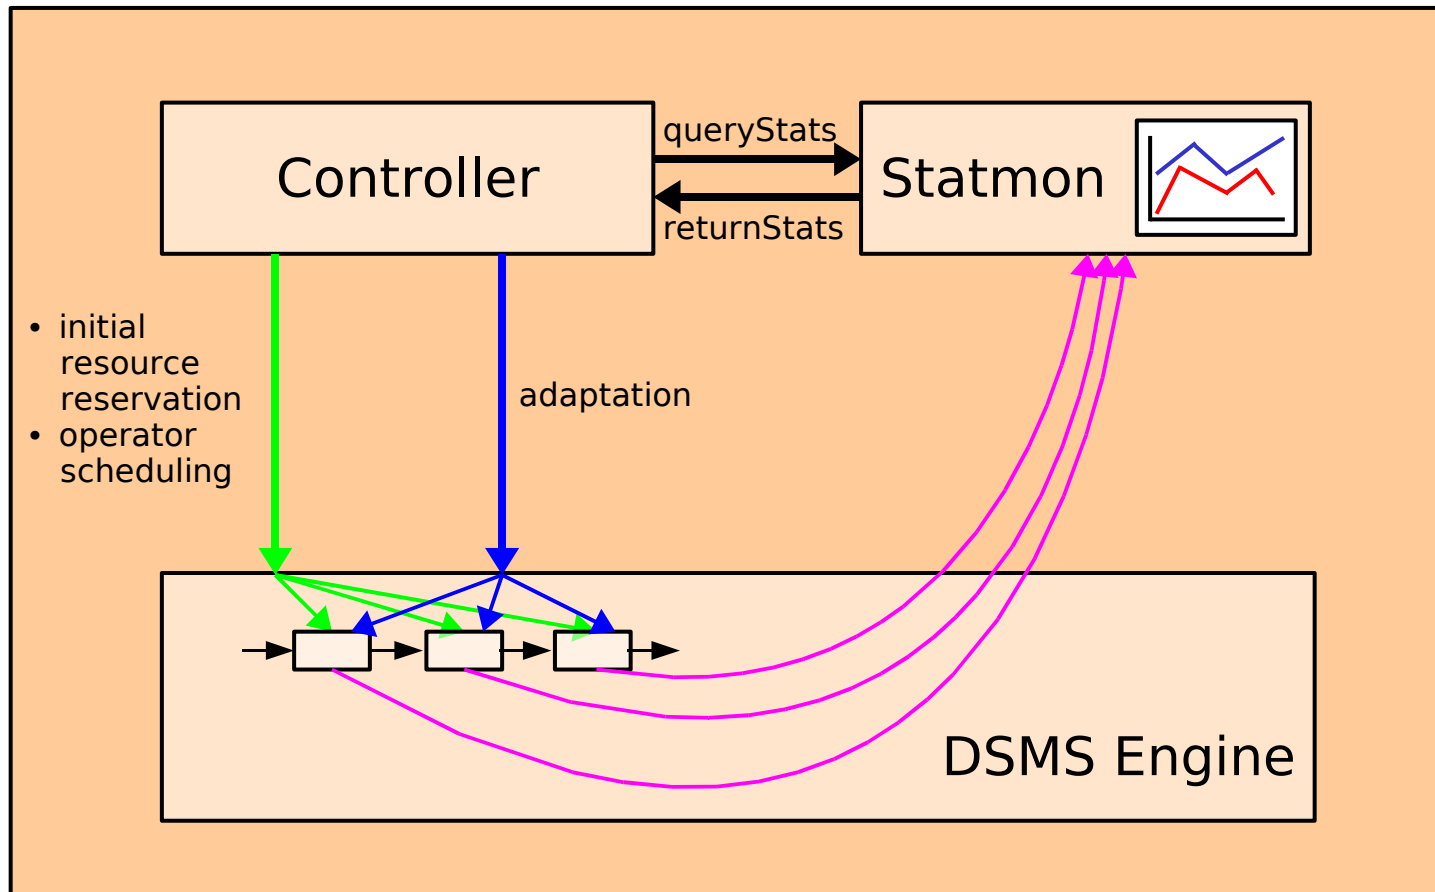 queryStats
Controller
Statmon
returnStats
• initial
resource
reservation
• operator
scheduling
adaptation
DSMS Engine